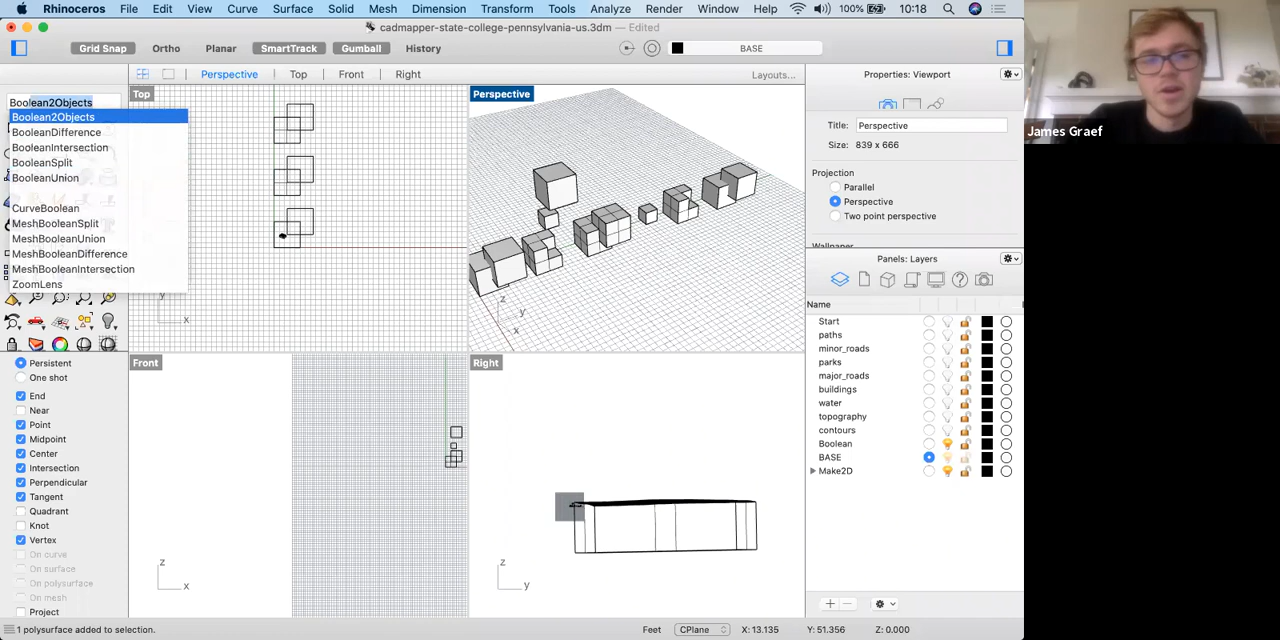 Rhinoceros File Edit View Curve Surface Solid Mesh Dimension Transform Tools Analyze Render Window Help 100% 10:18
cadmapper-state-college-pennsylvania-us.3dm — Edited
Grid Snap Ortho Planar SmartTrack Gumball History BASE
Perspective Top Front Right Layouts... Properties: Viewport
Top Perspective
Boolean2Objects
Boolean2Objects
BooleanDifference
BooleanIntersection
BooleanSplit
BooleanUnion
CurveBoolean
MeshBooleanSplit
MeshBooleanUnion
MeshBooleanDifference
MeshBooleanIntersection
ZoomLens
y x
z y x
Title: Perspective
Size: 839 x 666
Projection
Parallel
Perspective
Two point perspective
Wallpaper
Panels: Layers
Name
Start
paths
minor_roads
parks
major_roads
buildings
water
topography
contours
Boolean
BASE
Make2D
Persistent
One shot
End
Near
Point
Midpoint
Center
Intersection
Perpendicular
Tangent
Quadrant
Knot
Vertex
On curve
On surface
On polysurface
On mesh
Project
Front Right
z x
z y
1 polysurface added to selection. Feet CPlane X: 13.135 Y: 51.356 Z: 0.000
James Graef